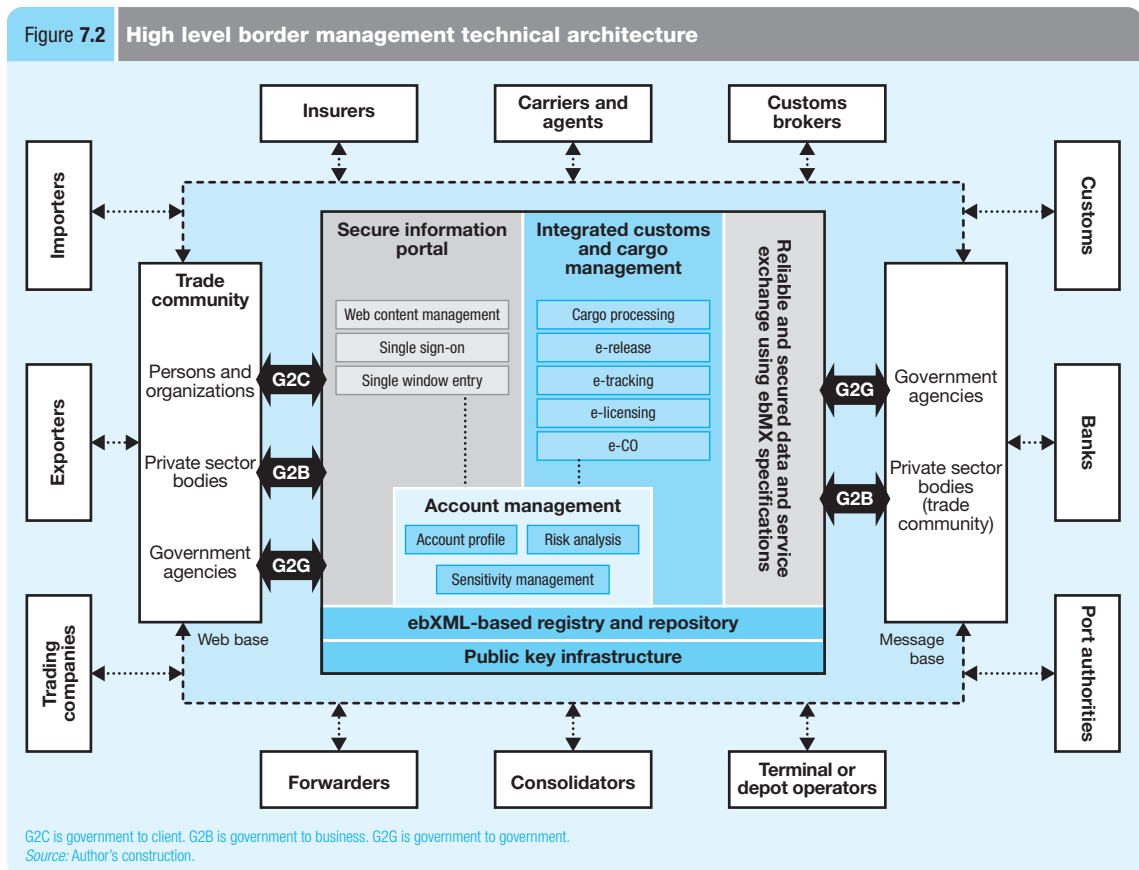 Figure 7.2
High level border management technical architecture
Insurers
Carriers and
agents
Customs
brokers
Importers
Exporters
Trading
companies
Customs
Banks
Port authorities
Trade
community
Persons and
organizations
Private sector
bodies
Government
agencies
Web base
G2C
G2B
G2G
Secure information
portal
Web content management
Single sign-on
Single window entry
Integrated customs
and cargo
management
Cargo processing
e-release
e-tracking
e-licensing
e-CO
Account management
Account profile
Risk analysis
Sensitivity management
Reliable and secured data and service
exchange using ebMX specifications
ebXML-based registry and repository
Public key infrastructure
G2G
G2B
Government
agencies
Private sector
bodies
(trade
community)
Message
base
Forwarders
Consolidators
Terminal or
depot operators
G2C is government to client. G2B is government to business. G2G is government to government.
Source: Author's construction.